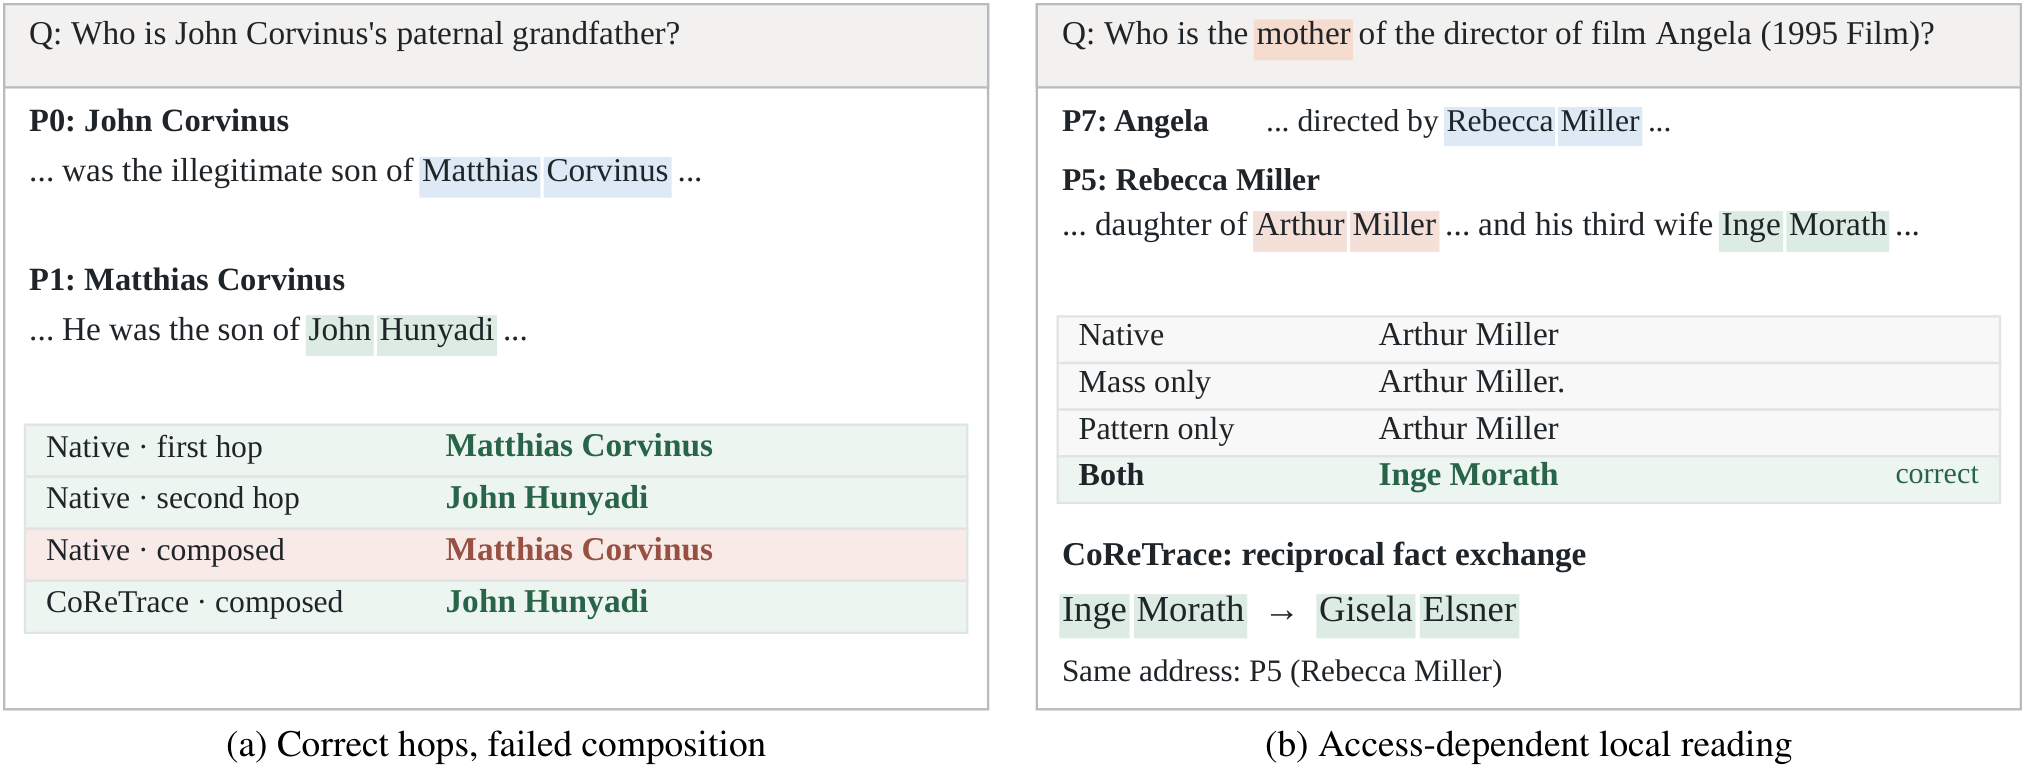 Q: Who is John Corvinus's paternal grandfather?
P0: John Corvinus
... was the illegitimate son of Matthias Corvinus ...
P1: Matthias Corvinus
... He was the son of John Hunyadi ...
Native · first hop Matthias Corvinus
Native · second hop John Hunyadi
Native · composed Matthias Corvinus
CoReTrace · composed John Hunyadi
(a) Correct hops, failed composition
Q: Who is the mother of the director of film Angela (1995 Film)?
P7: Angela ... directed by Rebecca Miller ...
P5: Rebecca Miller
... daughter of Arthur Miller ... and his third wife Inge Morath ...
Native Arthur Miller
Mass only Arthur Miller.
Pattern only Arthur Miller
Both Inge Morath correct
CoReTrace: reciprocal fact exchange
Inge Morath → Gisela Elsner
Same address: P5 (Rebecca Miller)
(b) Access-dependent local reading